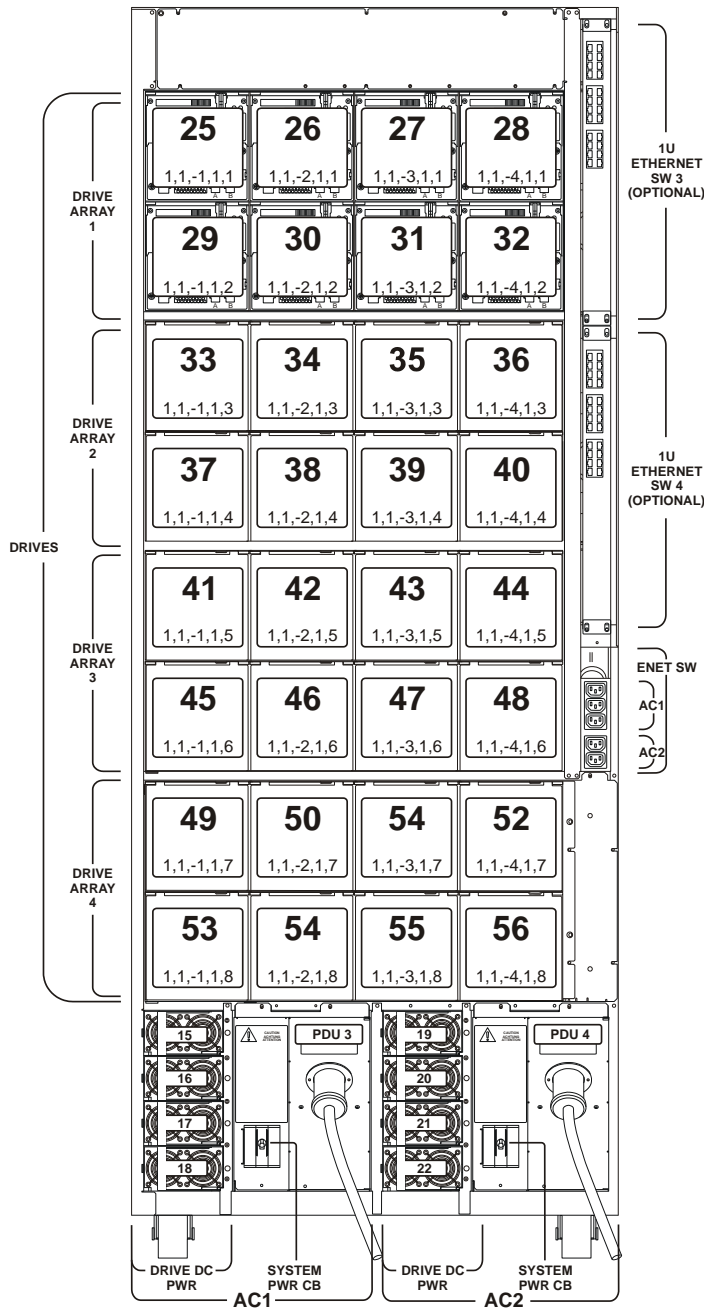 1U
ETHERNET
SW 3
(OPTIONAL)
DRIVES
DRIVE
ARRAY
1
25 26 27 28
1,1,-1,1,1 1,1,-2,1,1 1,1,-3,1,1 1,1,-4,1,1
A B A B A B A B
29 30 31 32
1,1,-1,1,2 1,1,-2,1,2 1,1,-3,1,2 1,1,-4,1,2
A B A B A B A B
DRIVE
ARRAY
2
33 34 35 36
1,1,-1,1,3 1,1,-2,1,3 1,1,-3,1,3 1,1,-4,1,3
37 38 39 40
1,1,-1,1,4 1,1,-2,1,4 1,1,-3,1,4 1,1,-4,1,4
1U
ETHERNET
SW 4
(OPTIONAL)
DRIVE
ARRAY
3
41 42 43 44
1,1,-1,1,5 1,1,-2,1,5 1,1,-3,1,5 1,1,-4,1,5
45 46 47 48
1,1,-1,1,6 1,1,-2,1,6 1,1,-3,1,6 1,1,-4,1,6
ENET SW
AC1
AC2
DRIVE
ARRAY
4
49 50 54 52
1,1,-1,1,7 1,1,-2,1,7 1,1,-3,1,7 1,1,-4,1,7
53 54 55 56
1,1,-1,1,8 1,1,-2,1,8 1,1,-3,1,8 1,1,-4,1,8
15
16
17
18
CAUTION
ACHTUNG
ATTENTION
PDU 3
19
20
21
22
CAUTION
ACHTUNG
ATTENTION
PDU 4
DRIVE DC
PWR
SYSTEM
PWR CB
AC1
DRIVE DC
PWR
SYSTEM
PWR CB
AC2